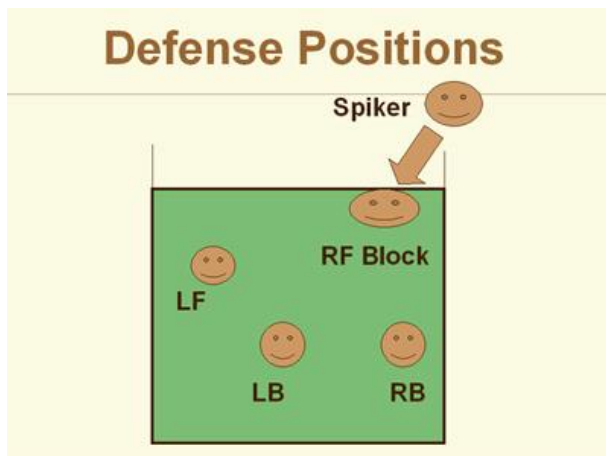 Defense Positions
Spiker
RF Block
LF
LB
RB